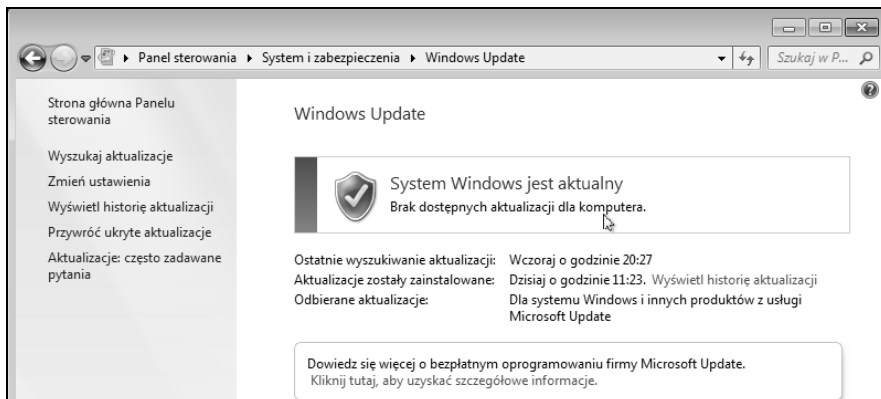 Panel sterowania ▸ System i zabezpieczenia ▸ Windows Update
Szukaj w P...
Strona główna Panelu
sterowania
Wyszukaj aktualizacje
Zmień ustawienia
Wyświetl historię aktualizacji
Przywróć ukryte aktualizacje
Aktualizacje: często zadawane
pytania
Windows Update
System Windows jest aktualny
Brak dostępnych aktualizacji dla komputera.
Ostatnie wyszukiwanie aktualizacji: Wczoraj o godzinie 20:27
Aktualizacje zostały zainstalowane: Dzisiaj o godzinie 11:23. Wyświetl historię aktualizacji
Odbierane aktualizacje: Dla systemu Windows i innych produktów z usługi
Microsoft Update
Dowiedz się więcej o bezpłatnym oprogramowaniu firmy Microsoft Update.
Kliknij tutaj, aby uzyskać szczegółowe informacje.